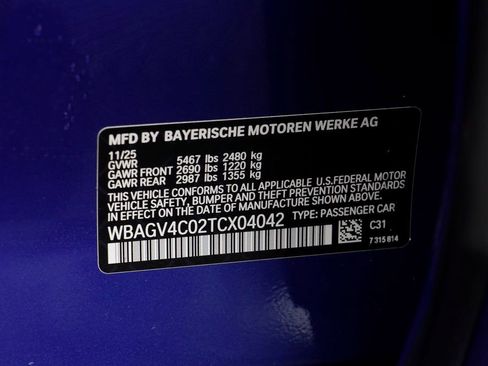 MFD BY BAYERISCHE MOTOREN WERKE AG
11/25
GVWR 5467 lbs 2480 kg
GAWR FRONT 2690 lbs 1220 kg
GAWR REAR 2987 lbs 1355 kg
THIS VEHICLE CONFORMS TO ALL APPLICABLE U.S.FEDERAL MOTOR
VEHICLE SAFETY, BUMPER AND THEFT PREVENTION STANDARDS
IN EFFECT ON THE DATE OF MANUFACTURE SHOWN ABOVE.
WBAGV4C02TCX04042 TYPE: PASSENGER CAR
C31
7 315 814